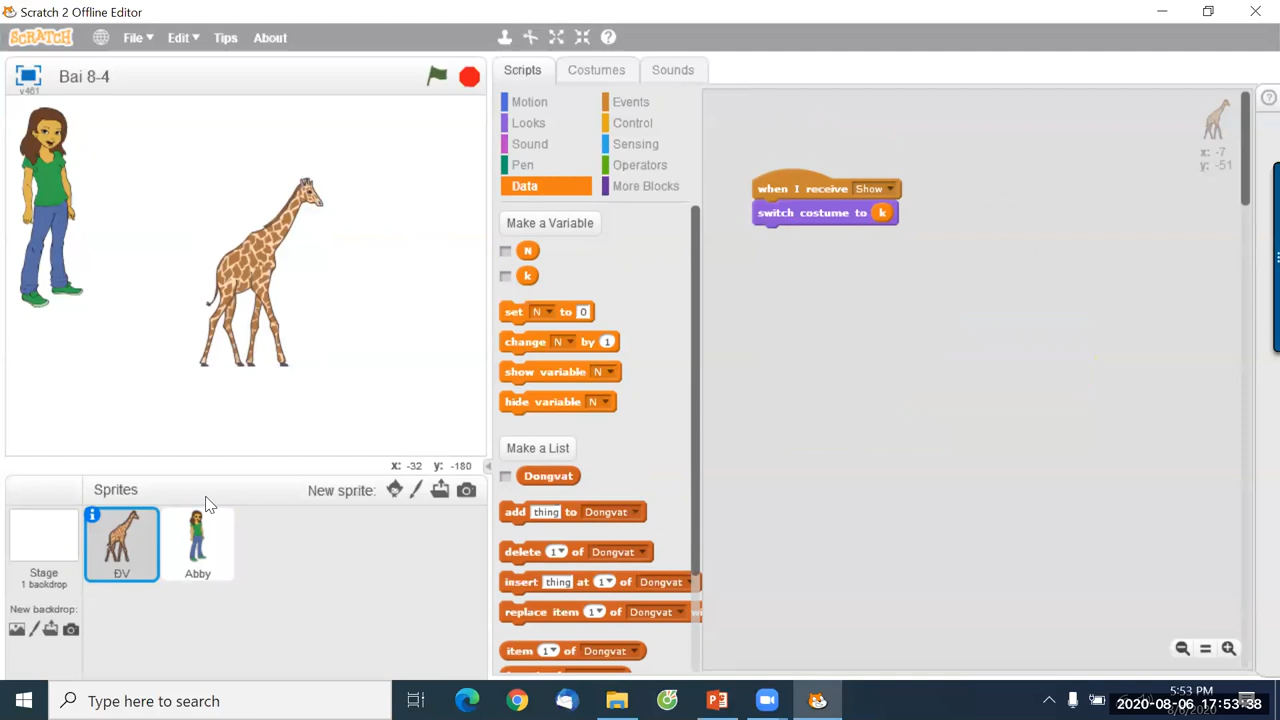 Scratch 2 Offline Editor
SCRATCH File Edit Tips About
v461 Bai 8-4
Scripts Costumes Sounds
Motion Events
Looks Control
Sound Sensing
Pen Operators
Data More Blocks
Make a Variable
N
k
set N to 0
change N by 1
show variable N
hide variable N
Make a List
Dongvat
add thing to Dongvat
delete 1 of Dongvat
insert thing at 1 of Dongvat
replace item 1 of Dongvat
item 1 of Dongvat
when I receive Show
switch costume to k
x: -7
y: -51
x: -32 y: -180
Sprites New sprite:
Stage
1 backdrop
New backdrop:
ĐV
Abby
Type here to search
5:53 PM
2020-08-06 17:53:38